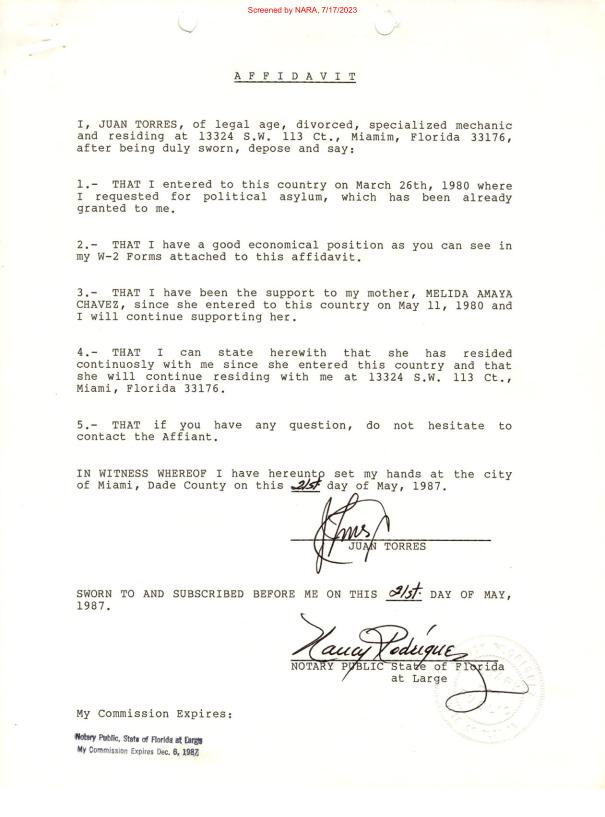 Screened by NARA, 7/17/2023
A F F I D A V I T
I, JUAN TORRES, of legal age, divorced, specialized mechanic
and residing at 13324 S.W. 113 Ct., Miamim, Florida 33176,
after being duly sworn, depose and say:
1.- THAT I entered to this country on March 26th, 1980 where
I requested for political asylum, which has been already
granted to me.
2.- THAT I have a good economical position as you can see in
my W-2 Forms attached to this affidavit.
3.- THAT I have been the support to my mother, MELIDA AMAYA
CHAVEZ, since she entered to this country on May 11, 1980 and
I will continue supporting her.
4.- THAT I can state herewith that she has resided
continuosly with me since she entered this country and that
she will continue residing with me at 13324 S.W. 113 Ct.,
Miami, Florida 33176.
5.- THAT if you have any question, do not hesitate to
contact the Affiant.
IN WITNESS WHEREOF I have hereunto set my hands at the city
of Miami, Dade County on this 21st day of May, 1987.
JUAN TORRES
SWORN TO AND SUBSCRIBED BEFORE ME ON THIS 21st. DAY OF MAY,
1987.
Nancy Rodrigues
NOTARY PUBLIC State of Florida
at Large
My Commission Expires:
Notary Public, State of Florida at Large
My Commission Expires Dec. 6, 1987